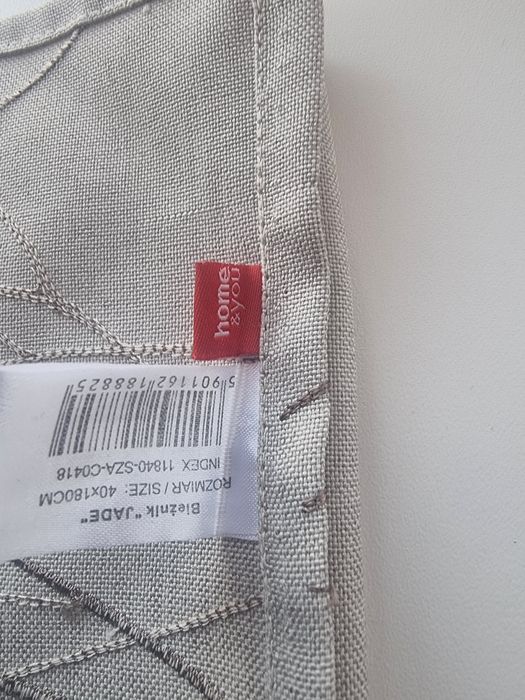 home
&you
Bieżnik "JADE"
ROZMIAR / SIZE: 40x180CM
INDEX 11840-SZA-C0418
5901162188825